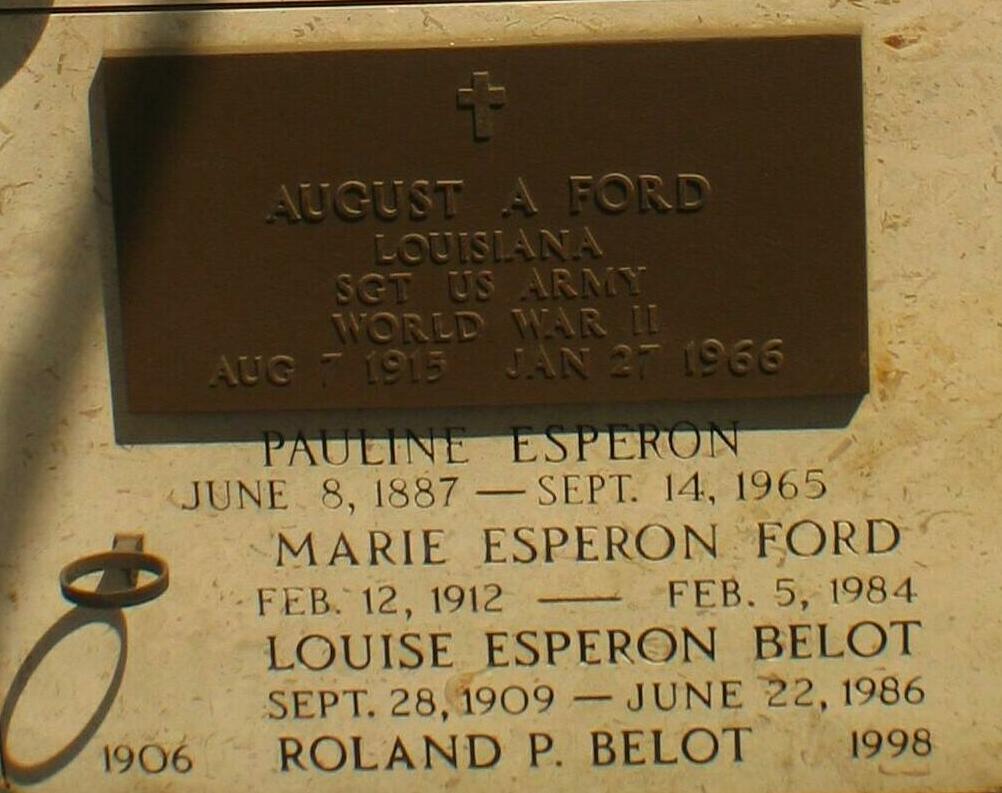 AUGUST A FORD
LOUISIANA
SGT US ARMY
WORLD WAR II
AUG 7 1915 JAN 27 1966
PAULINE ESPERON
JUNE 8, 1887 — SEPT. 14, 1965
MARIE ESPERON FORD
FEB. 12, 1912 — FEB. 5, 1984
LOUISE ESPERON BELOT
SEPT. 28, 1909 — JUNE 22, 1986
1906 ROLAND P. BELOT 1998